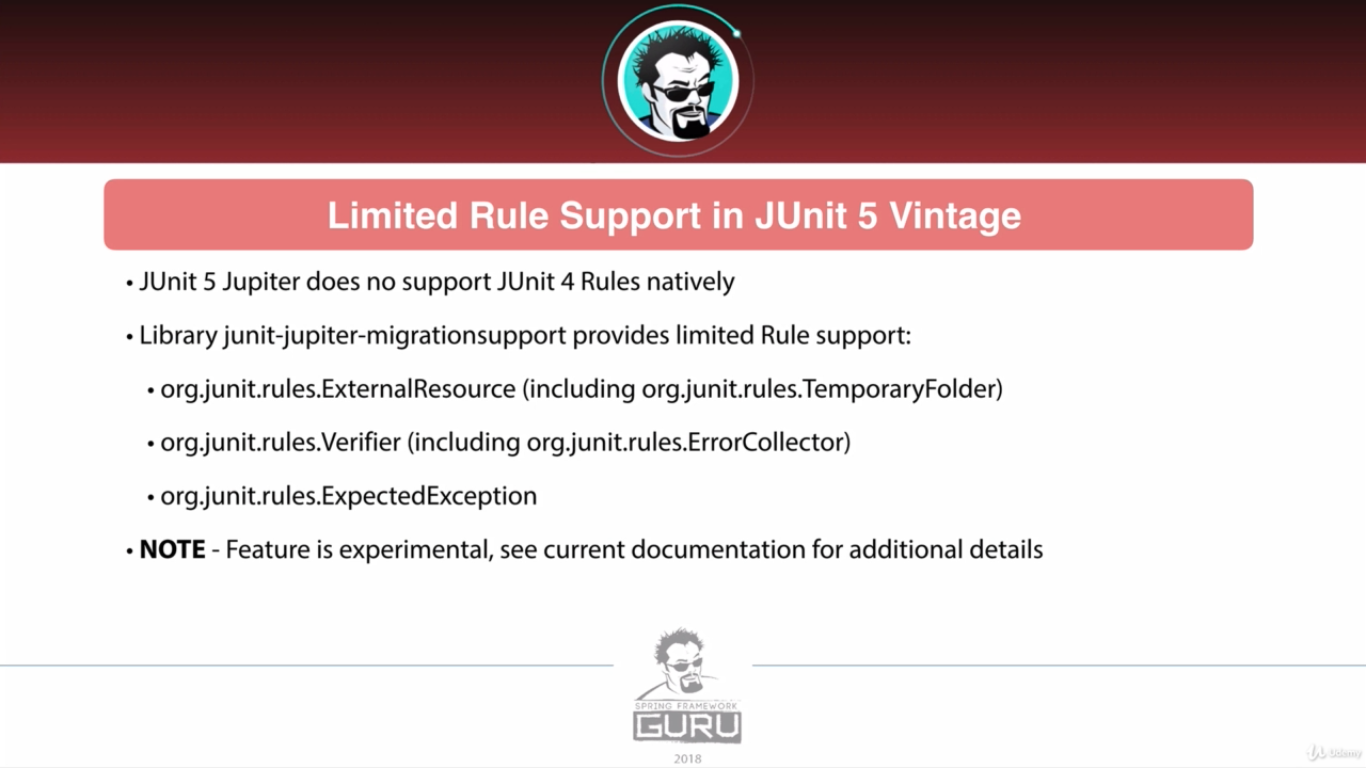 Limited Rule Support in JUnit 5 Vintage
• JUnit 5 Jupiter does no support JUnit 4 Rules natively
• Library junit-jupiter-migrationsupport provides limited Rule support:
• org.junit.rules.ExternalResource (including org.junit.rules.TemporaryFolder)
• org.junit.rules.Verifier (including org.junit.rules.ErrorCollector)
• org.junit.rules.ExpectedException
• NOTE - Feature is experimental, see current documentation for additional details
SPRING FRAMEWORK
GURU
2018
Udemy